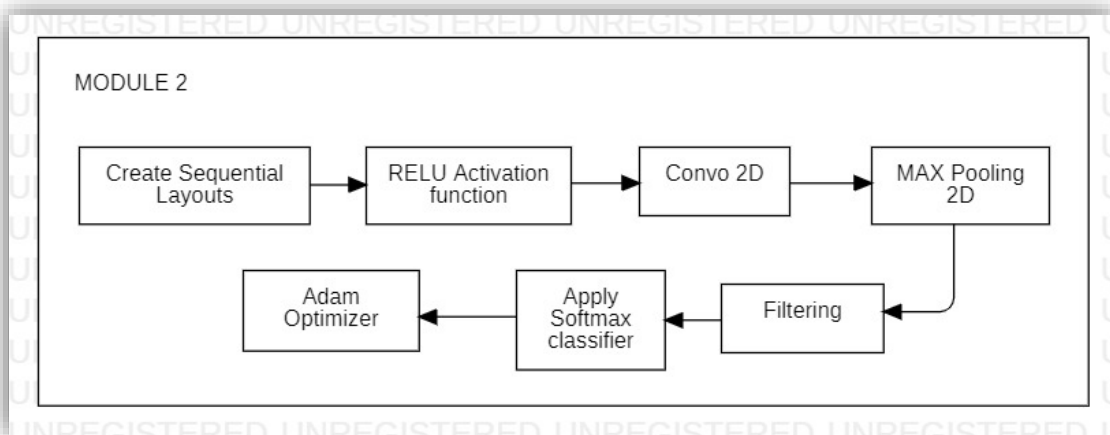 UNREGISTERED UNREGISTERED UNREGISTERED UNREGISTERED
MODULE 2
Create Sequential
Layouts
RELU Activation
function
Convo 2D
MAX Pooling
2D
Filtering
Apply
Softmax
classifier
Adam
Optimizer
UNREGISTERED UNREGISTERED UNREGISTERED UNREGISTERED